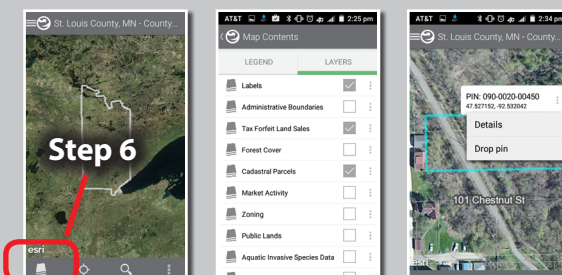 St. Louis County, MN - County...
Step 6
esri
AT&T 2:25 pm
Map Contents
LEGEND LAYERS
Labels
Administrative Boundaries
Tax Forfeit Land Sales
Forest Cover
Cadastral Parcels
Market Activity
Zoning
Public Lands
Aquatic Invasive Species Data
AT&T 2:34 pm
St. Louis County, MN - County...
PIN: 090-0020-00450
47.527152, -92.532042
Details
Drop pin
101 Chestnut St
esri